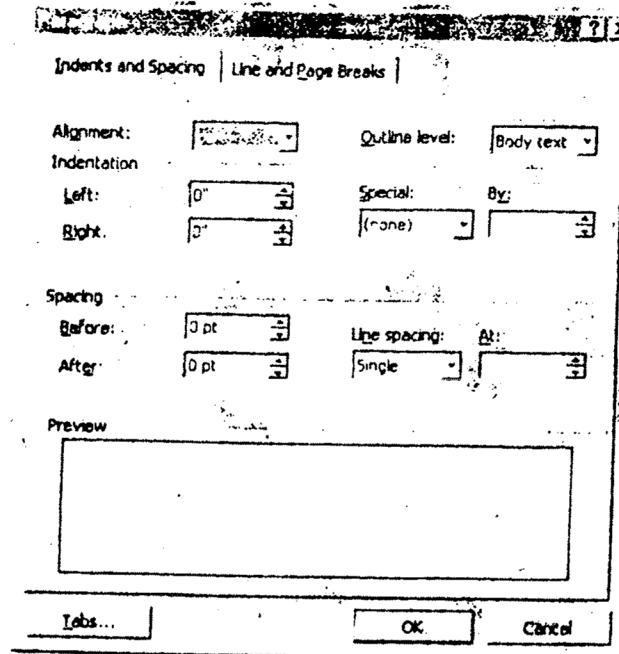 Indents and Spacing Line and Page Breaks
Alignment: Outline level: Body text
Indentation
Left: 0" Special: By:
Right: 0" (none)
Spacing
Before: 0 pt Line spacing: At:
After: 0 pt Single
Preview
Tabs... OK Cancel